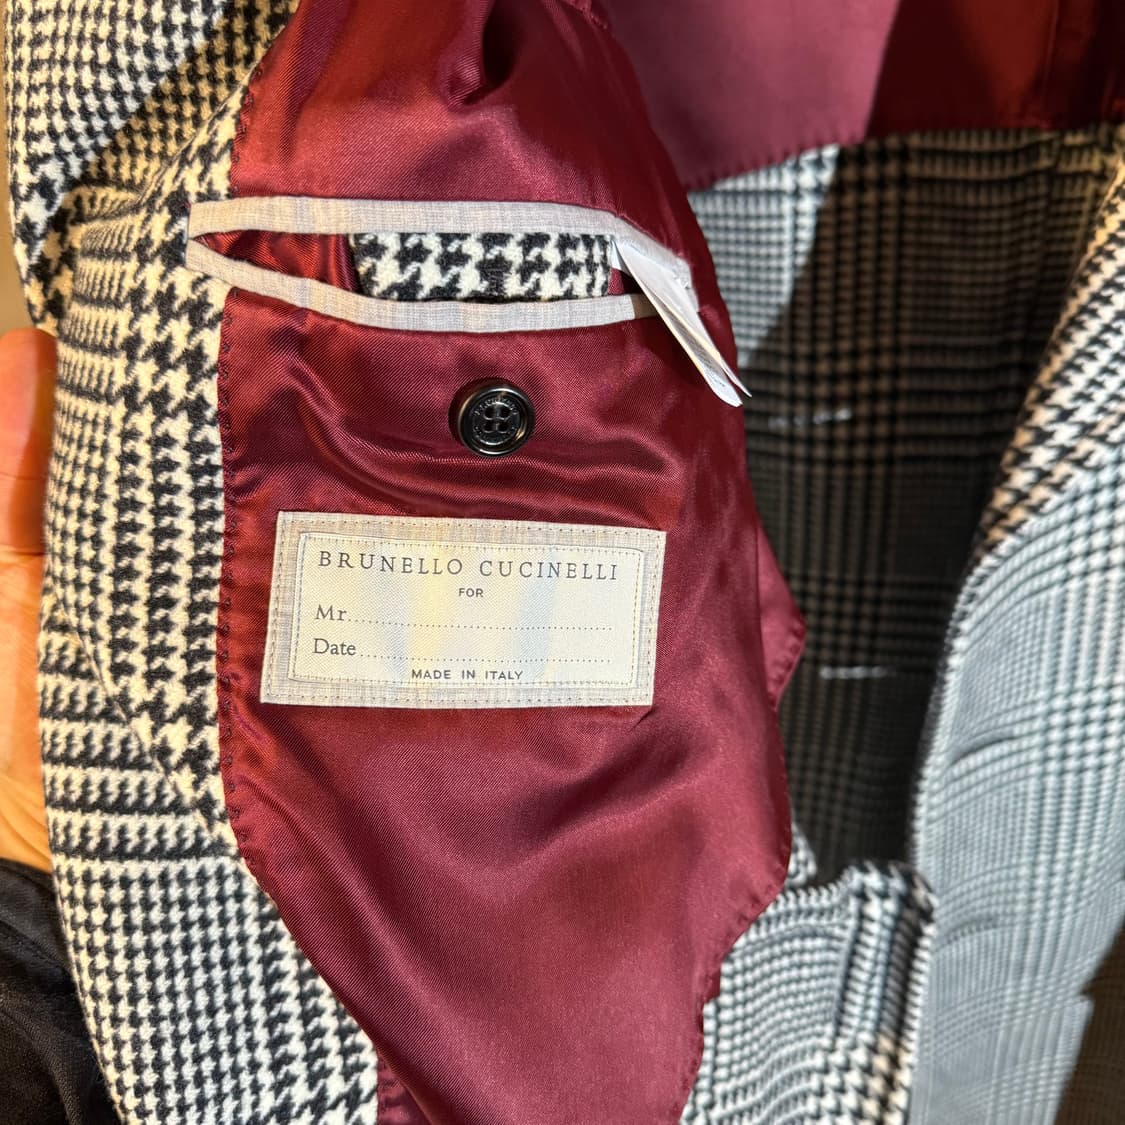 BRUNELLO CUCINELLI
FOR
Mr.....................................................
Date..................................................
MADE IN ITALY